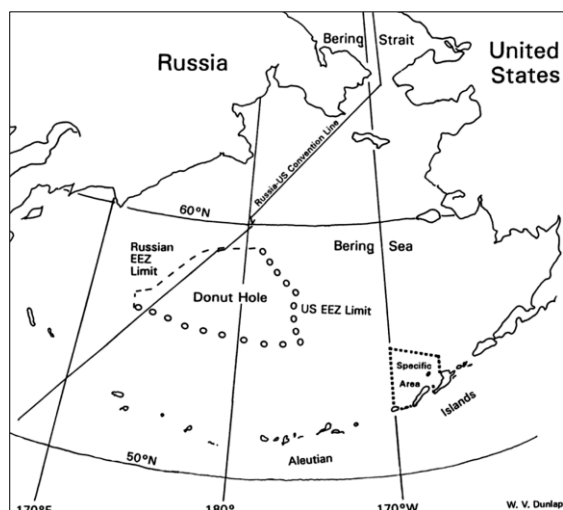 Bering Strait
Russia
United
States
Russia-US Convention Line
60°N
Russian
EEZ
Limit
Bering Sea
Donut Hole
US EEZ Limit
Specific
Area
Islands
50°N
Aleutian
170°E
180°
170°W
W. V. Dunlap